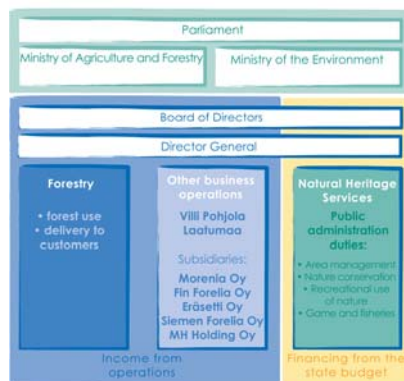 Parliament
Ministry of Agriculture and Forestry
Ministry of the Environment
Board of Directors
Director General
Forestry
• forest use
• delivery to
customers
Other business
operations
Villi Pohjola
Laatumaa
Subsidiaries:
Morenia Oy
Fin Forelia Oy
Eräsetti Oy
Siemen Forelia Oy
MH Holding Oy
Natural Heritage
Services
Public
administration
duties:
• Area management
• Nature conservation
• Recreational use
of nature
• Game and fisheries
Income from
operations
Financing from the
state budget